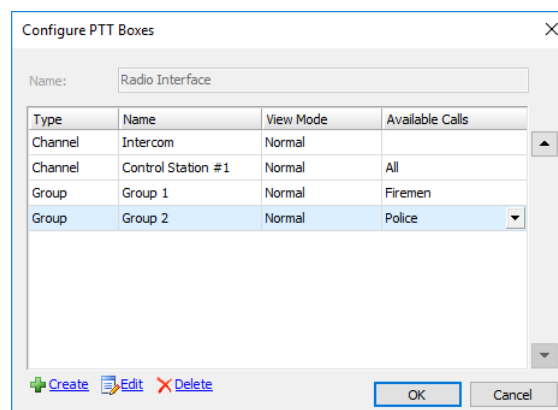 Configure PTT Boxes
Name: Radio Interface
Type Name View Mode Available Calls
Channel Intercom Normal
Channel Control Station #1 Normal All
Group Group 1 Normal Firemen
Group Group 2 Normal Police
Create Edit Delete
OK Cancel